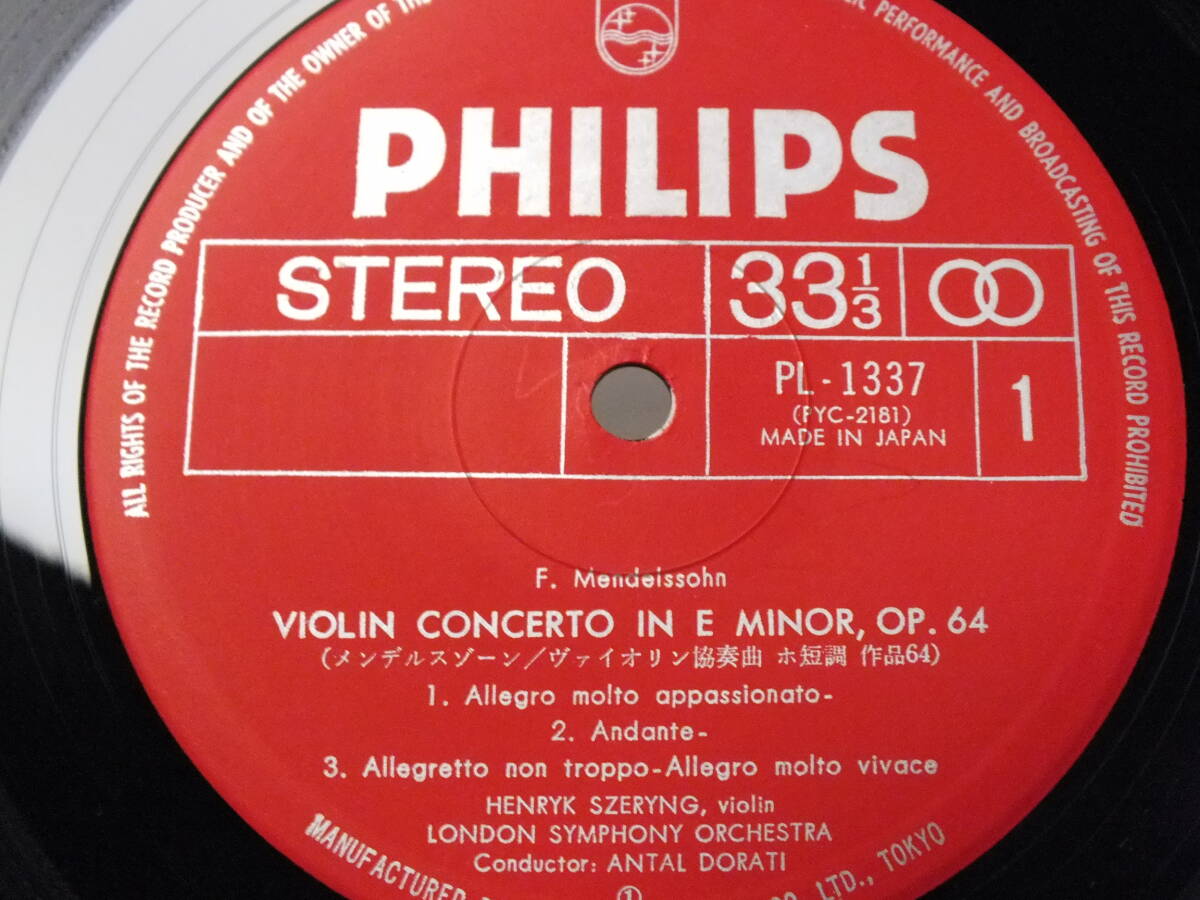 ALL RIGHTS OF THE RECORD PRODUCER AND OF THE OWNER OF THE
PERFORMANCE AND BROADCASTING OF THIS RECORD PROHIBITED
PHILIPS
STEREO
33 1/3
PL-1337
(PYC-2181)
MADE IN JAPAN
1
F. Mendelssohn
VIOLIN CONCERTO IN E MINOR, OP. 64
(メンデルスゾーン/ヴァイオリン協奏曲 ホ短調 作品64)
1. Allegro molto appassionato-
2. Andante-
3. Allegretto non troppo-Allegro molto vivace
HENRYK SZERYNG, violin
LONDON SYMPHONY ORCHESTRA
Conductor: ANTAL DORATI
①
MANUFACTURED
LTD., TOKYO